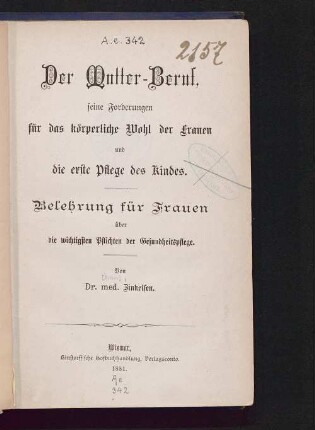 A.e. 342
2157
Der Mutter-Beruf,
seine Forderungen
für das körperliche Wohl der Frauen
und
die erste Pflege des Kindes.
Belehrung für Frauen
über
die wichtigsten Pflichten der Gesundheitspflege.
Von
Dr. med. Zinkeisen.
Wismar,
Hinstorff'sche Hofbuchhandlung, Verlagsconto.
1881.
342